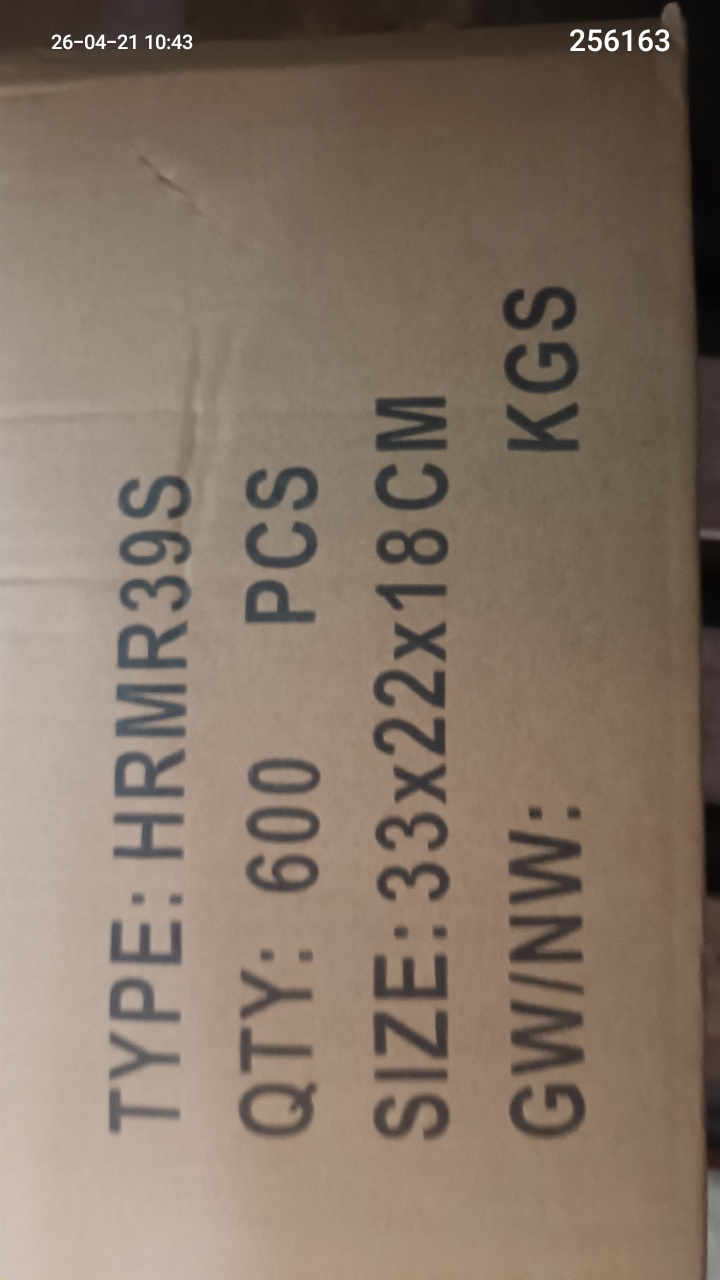 26-04-21 10:43
256163
TYPE: HRMR39S
QTY: 600 PCS
SIZE: 33x22x18CM
GW/NW: KGS